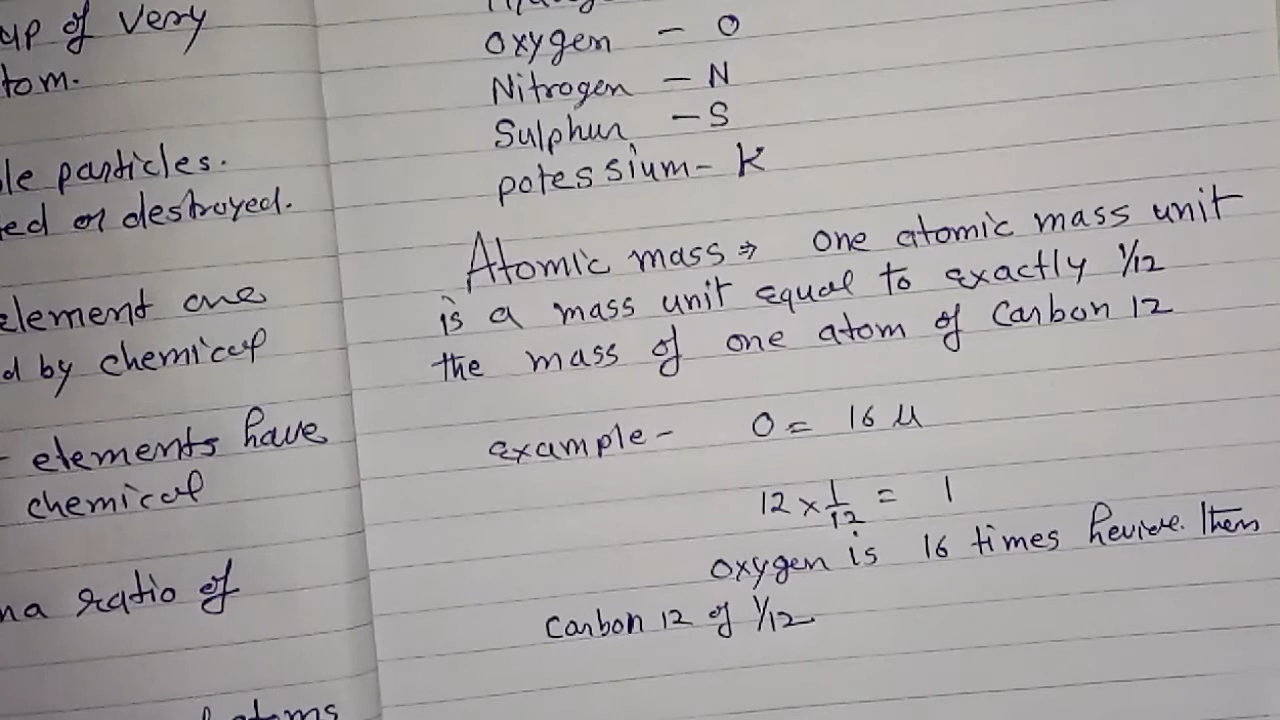 up of very
tom.
le particles.
ed or destroyed.
element are
d by chemical
elements have
chemical
na ratio of
atoms
oxygen - O
Nitrogen - N
Sulphur - S
potessium - K
Atomic mass ⇒ one atomic mass unit
is a mass unit equal to exactly 1/12
the mass of one atom of Carbon 12
example - O = 16 u
12 × 1/12 = 1
oxygen is 16 times Then
Carbon 12 of 1/12